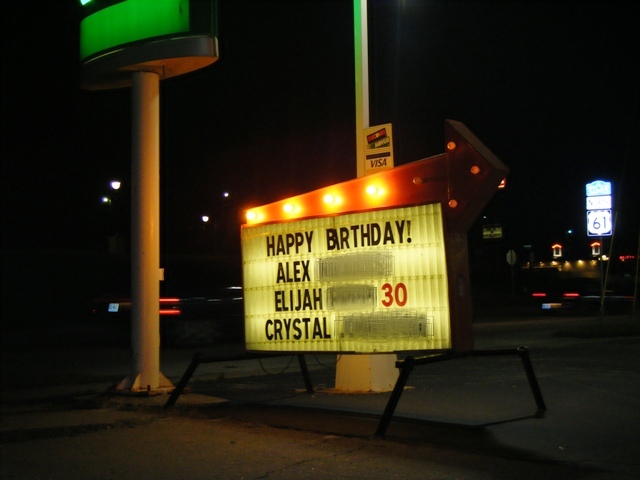 VISA
HAPPY BIRTHDAY!
ALEX
ELIJAH 30
CRYSTAL
61